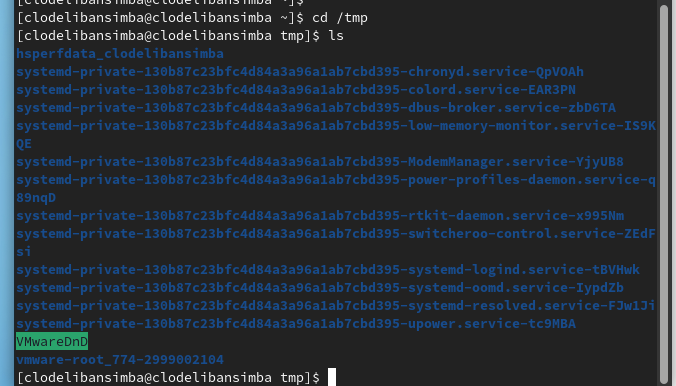 [clodelibansimba@clodelibansimba ~]$
[clodelibansimba@clodelibansimba ~]$ cd /tmp
[clodelibansimba@clodelibansimba tmp]$ ls
hsperfdata_clodelibansimba
systemd-private-130b87c23bfc4d84a3a96a1ab7cbd395-chronyd.service-QpVOAh
systemd-private-130b87c23bfc4d84a3a96a1ab7cbd395-colord.service-EAR3PN
systemd-private-130b87c23bfc4d84a3a96a1ab7cbd395-dbus-broker.service-zbD6TA
systemd-private-130b87c23bfc4d84a3a96a1ab7cbd395-low-memory-monitor.service-IS9K
QE
systemd-private-130b87c23bfc4d84a3a96a1ab7cbd395-ModemManager.service-YjyUB8
systemd-private-130b87c23bfc4d84a3a96a1ab7cbd395-power-profiles-daemon.service-q
89nqD
systemd-private-130b87c23bfc4d84a3a96a1ab7cbd395-rtkit-daemon.service-x995Nm
systemd-private-130b87c23bfc4d84a3a96a1ab7cbd395-switcheroo-control.service-ZEdF
si
systemd-private-130b87c23bfc4d84a3a96a1ab7cbd395-systemd-logind.service-tBVHwk
systemd-private-130b87c23bfc4d84a3a96a1ab7cbd395-systemd-oomd.service-IypdZb
systemd-private-130b87c23bfc4d84a3a96a1ab7cbd395-systemd-resolved.service-FJw1Ji
systemd-private-130b87c23bfc4d84a3a96a1ab7cbd395-upower.service-tc9MBA
VMwareDnD
vmware-root_774-2999002104
[clodelibansimba@clodelibansimba tmp]$